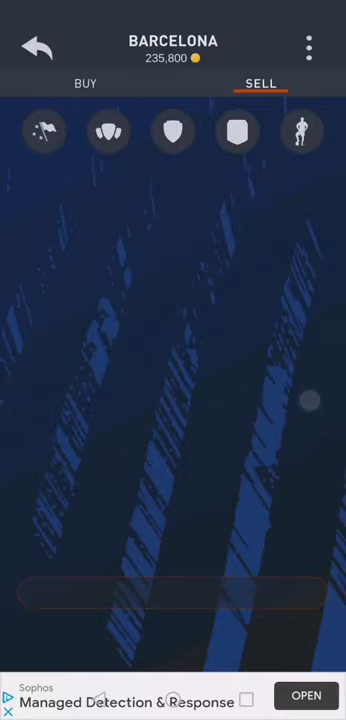 BARCELONA
235,800
BUY SELL
Sophos
Managed Detection & Response
OPEN